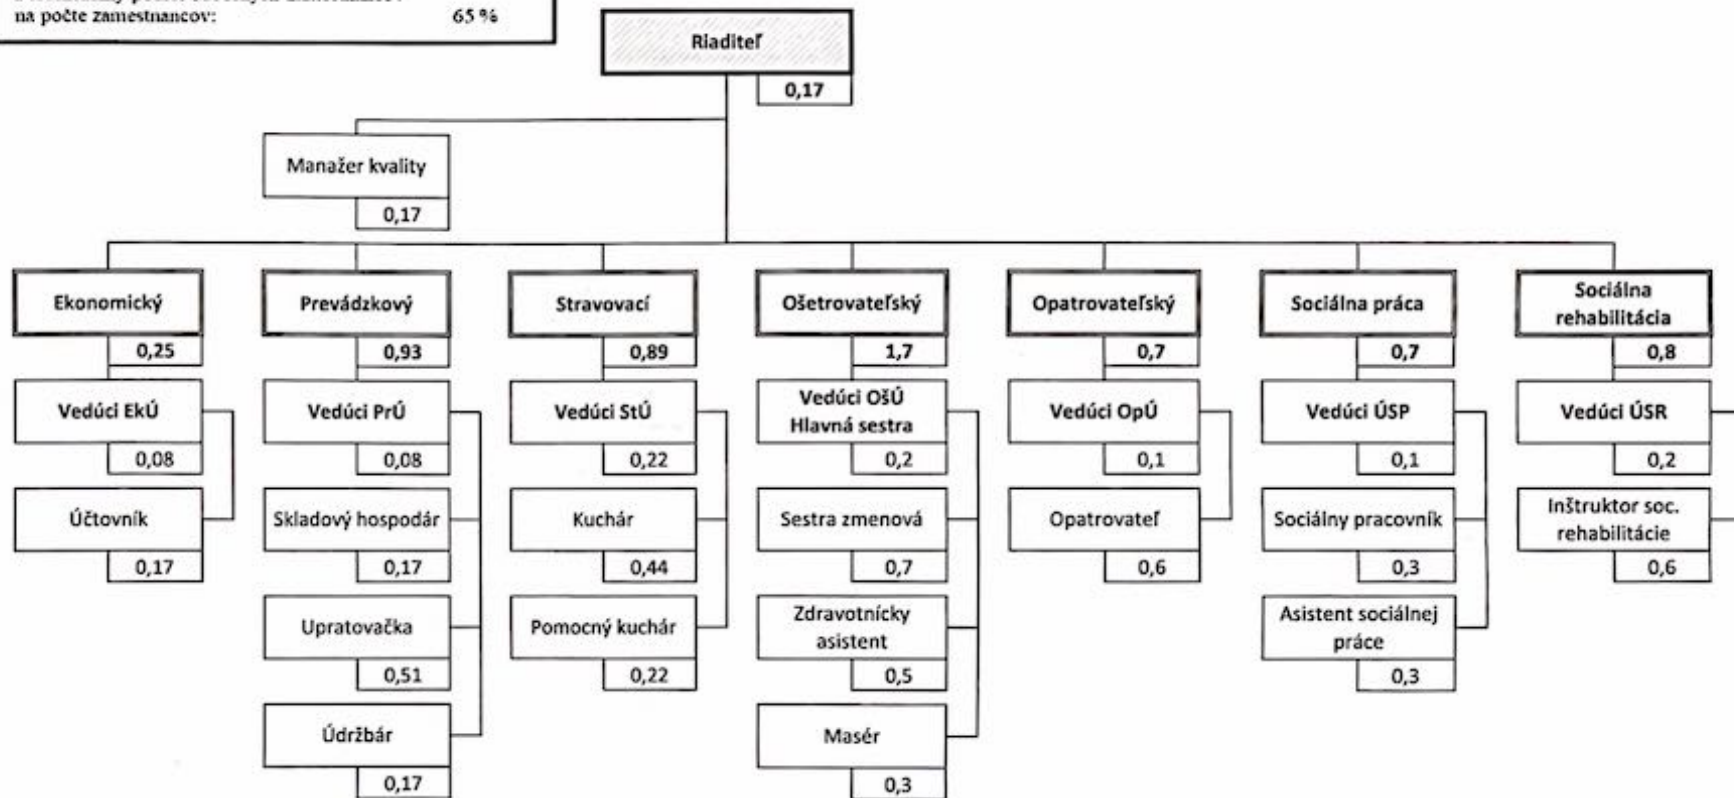 na počte zamestnancov: 65 %
Riaditeľ
0,17
Manažer kvality
0,17
Ekonomický
0,25
Vedúci EkÚ
0,08
Účtovník
0,17
Prevádzkový
0,93
Vedúci PrÚ
0,08
Skladový hospodár
0,17
Upratovačka
0,51
Údržbár
0,17
Stravovací
0,89
Vedúci StÚ
0,22
Kuchár
0,44
Pomocný kuchár
0,22
Ošetrovateľský
1,7
Vedúci OšÚ
Hlavná sestra
0,2
Sestra zmenová
0,7
Zdravotnícky
asistent
0,5
Masér
0,3
Opatrovateľský
0,7
Vedúci OpÚ
0,1
Opatrovateľ
0,6
Sociálna práca
0,7
Vedúci ÚSP
0,1
Sociálny pracovník
0,3
Asistent sociálnej
práce
0,3
Sociálna
rehabilitácia
0,8
Vedúci ÚSR
0,2
Inštruktor soc.
rehabilitácie
0,6